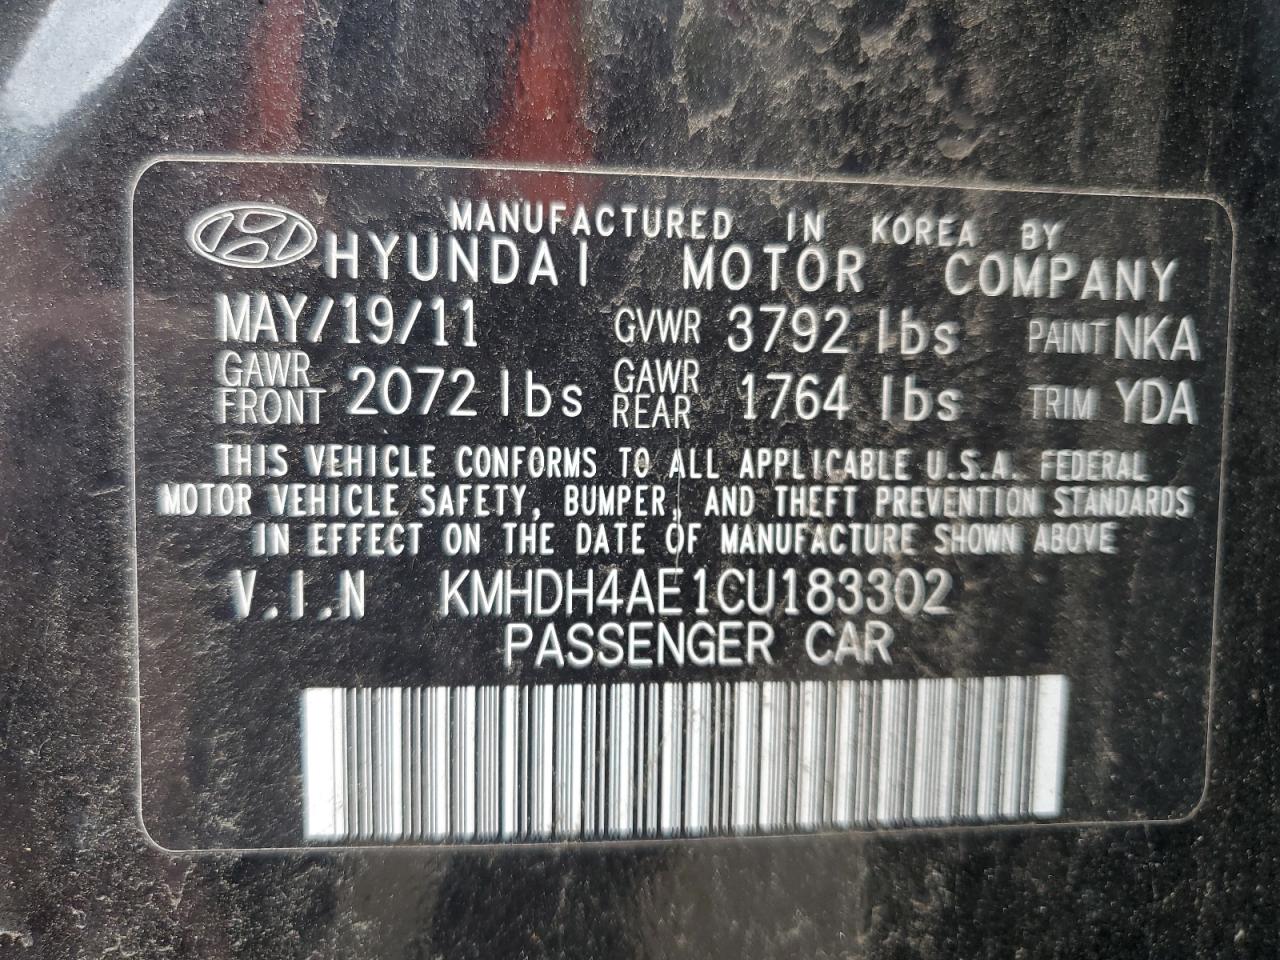 MANUFACTURED IN KOREA BY
HYUNDAI MOTOR COMPANY
MAY/19/11 GVWR 3792 lbs PAINT NKA
GAWR FRONT 2072 lbs GAWR REAR 1764 lbs TRIM YDA
THIS VEHICLE CONFORMS TO ALL APPLICABLE U.S.A. FEDERAL
MOTOR VEHICLE SAFETY, BUMPER, AND THEFT PREVENTION STANDARDS
IN EFFECT ON THE DATE OF MANUFACTURE SHOWN ABOVE
V.I.N KMHDH4AE1CU183302
PASSENGER CAR